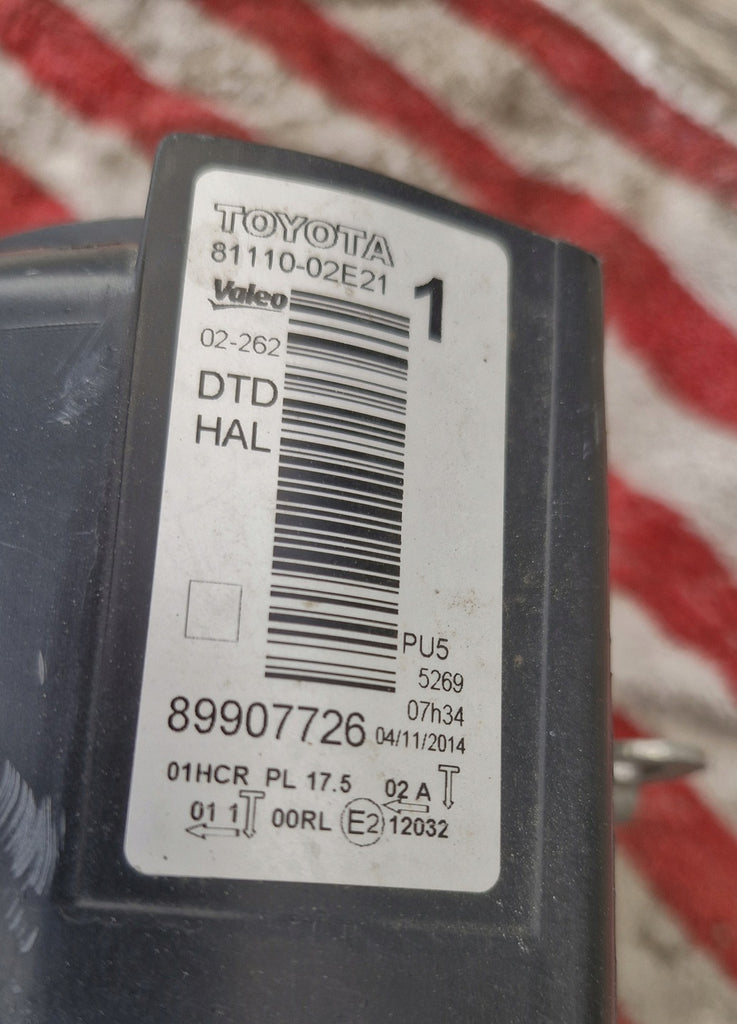 TOYOTA
81110-02E21
1
Valeo
02-262
DTD
HAL
PU5
5269
07h34
89907726 04/11/2014
01HCR PL 17.5 02 A
01 1 00RL E2 12032